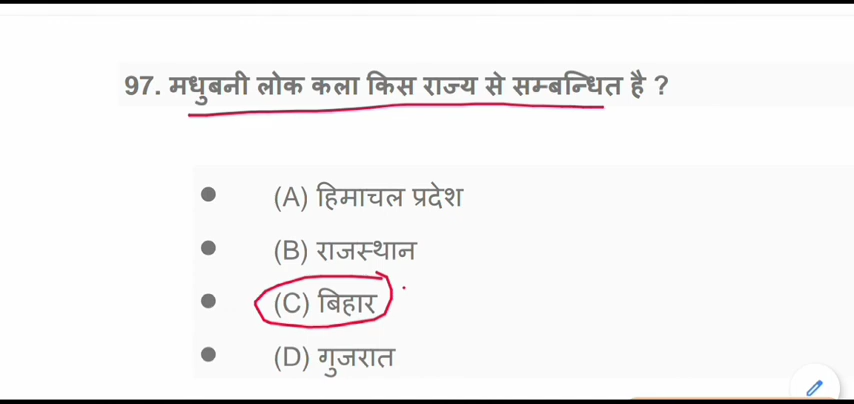 97. मधुबनी लोक कला किस राज्य से सम्बन्धित है ?
(A) हिमाचल प्रदेश
(B) राजस्थान
(C) बिहार
(D) गुजरात